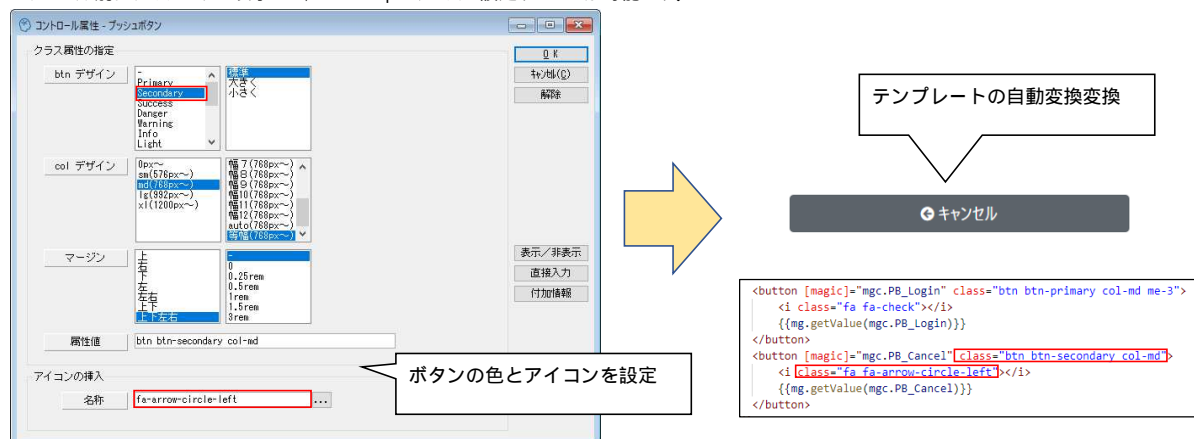 コントロール属性 - プッシュボタン
クラス属性の指定
btn デザイン
-
Primary
Secondary
Success
Danger
Warning
Info
Light
標準
大きく
小さく
ＯＫ
ｷｬﾝｾﾙ(C)
解除
col デザイン
0px～
sm(576px～)
md(768px～)
lg(992px～)
xl(1200px～)
幅７(768px～)
幅８(768px～)
幅９(768px～)
幅10(768px～)
幅11(768px～)
幅12(768px～)
auto(768px～)
等幅(768px～)
マージン
上
右
下
左
左右
上下
上下左右
-
0
0.25rem
0.5rem
1rem
1.5rem
3rem
表示／非表示
直接入力
付加情報
属性値
btn btn-secondary col-md
アイコンの挿入
名称
fa-arrow-circle-left
...
ボタンの色とアイコンを設定
テンプレートの自動変換変換
キャンセル
<button [magic]="mgc.PB_Login" class="btn btn-primary col-md me-3">
<i class="fa fa-check"></i>
{{mg.getValue(mgc.PB_Login)}}
</button>
<button [magic]="mgc.PB_Cancel" class="btn btn-secondary col-md">
<i class="fa fa-arrow-circle-left"></i>
{{mg.getValue(mgc.PB_Cancel)}}
</button>